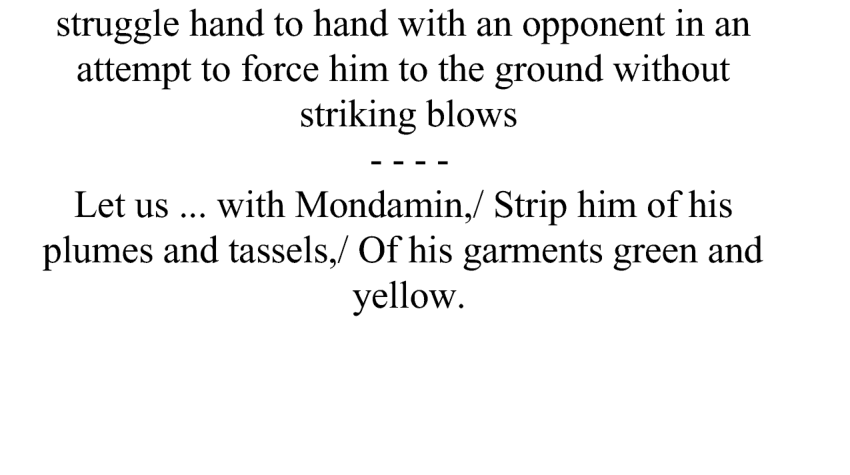 struggle hand to hand with an opponent in an
attempt to force him to the ground without
striking blows
- - - -
Let us ... with Mondamin,/ Strip him of his
plumes and tassels,/ Of his garments green and
yellow.